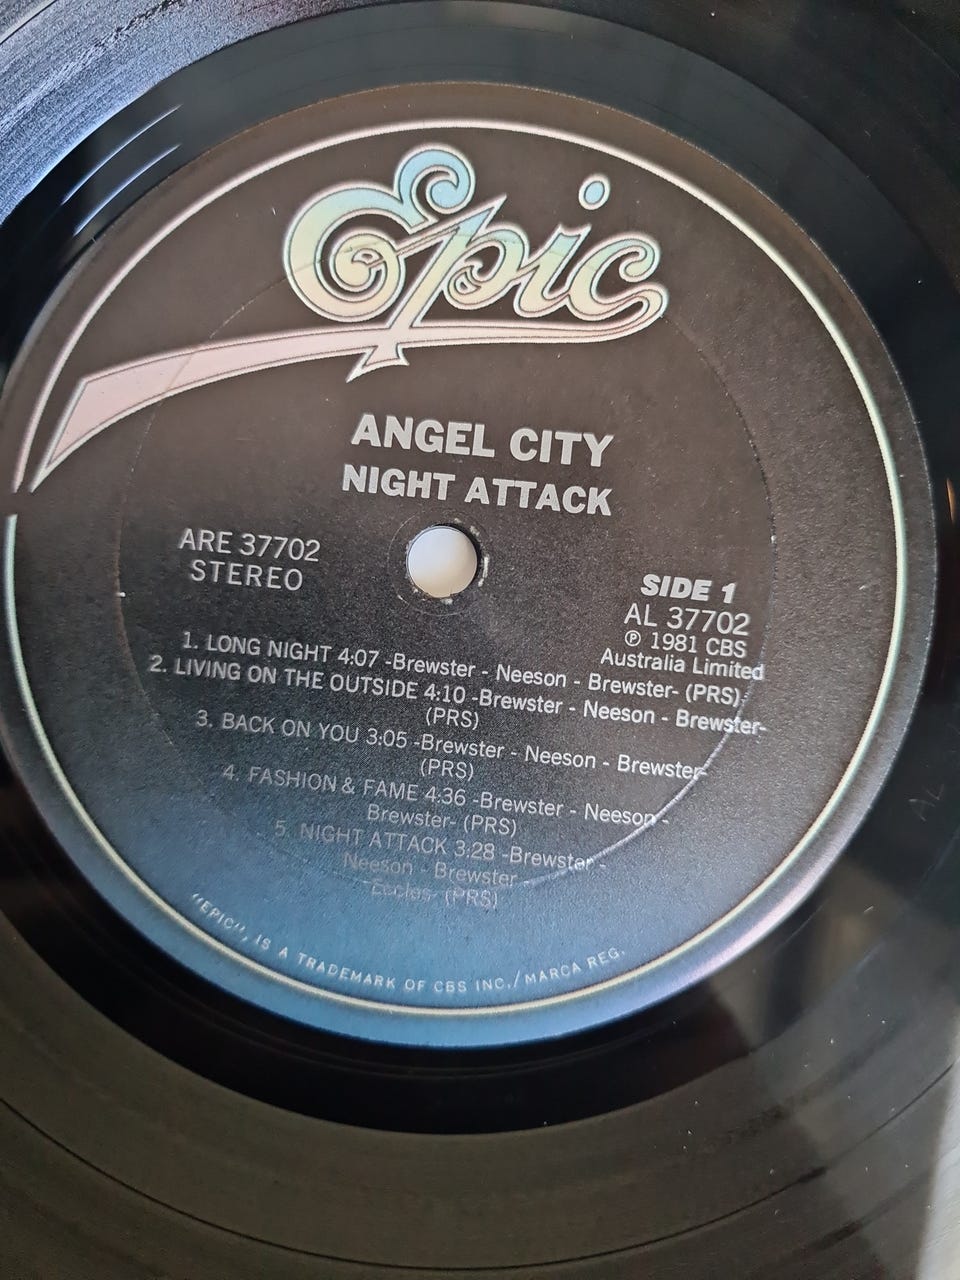 Epic
ANGEL CITY
NIGHT ATTACK
ARE 37702
STEREO
SIDE 1
AL 37702
Ⓟ 1981 CBS
Australia Limited
1. LONG NIGHT 4:07 -Brewster - Neeson - Brewster- (PRS)
2. LIVING ON THE OUTSIDE 4:10 -Brewster - Neeson - Brewster-
(PRS)
3. BACK ON YOU 3:05 -Brewster - Neeson - Brewster-
(PRS)
4. FASHION & FAME 4:36 -Brewster - Neeson -
Brewster- (PRS)
5. NIGHT ATTACK 3:28 -Brewster -
Neeson - Brewster -
Eccles- (PRS)
"EPIC", IS A TRADEMARK OF CBS INC./MARCA REG.